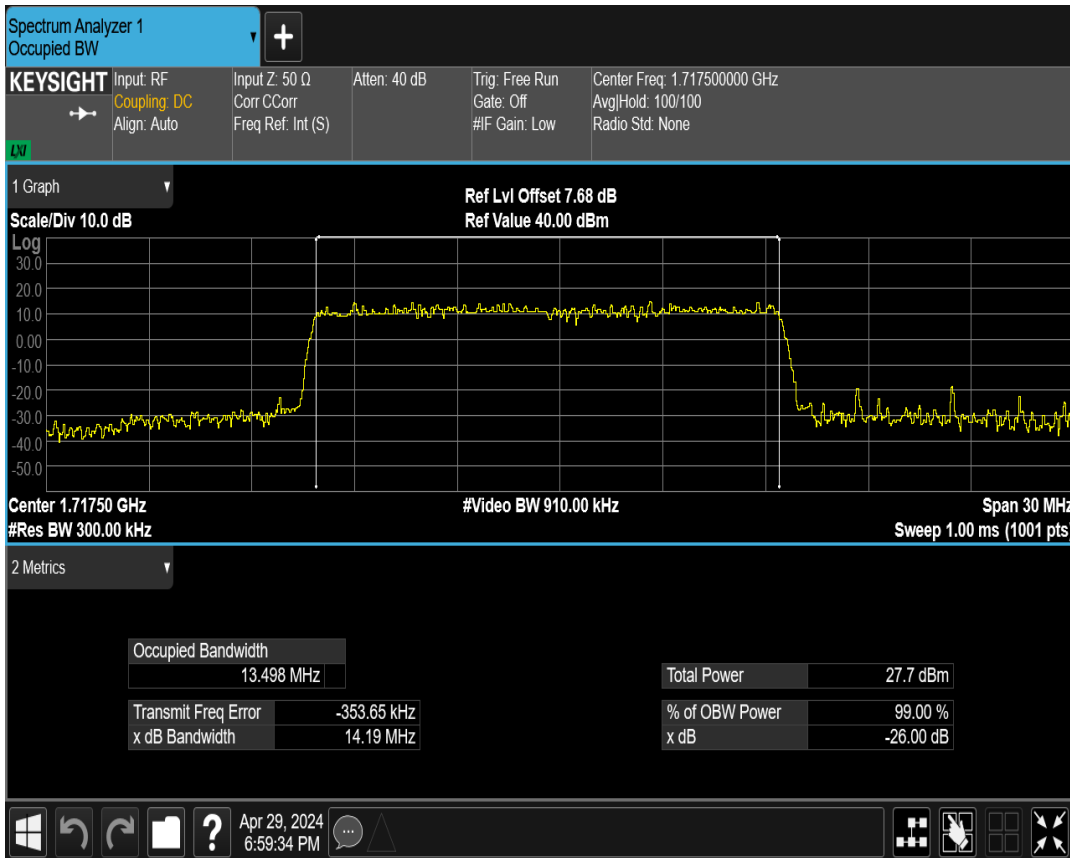 Spectrum Analyzer 1
Occupied BW
KEYSIGHT
Input: RF
Coupling: DC
Align: Auto
Input Z: 50 Ω
Corr CCorr
Freq Ref: Int (S)
Atten: 40 dB
Trig: Free Run
Gate: Off
#IF Gain: Low
Center Freq: 1.717500000 GHz
Avg|Hold: 100/100
Radio Std: None
LXI
1 Graph
Scale/Div 10.0 dB
Ref Lvl Offset 7.68 dB
Ref Value 40.00 dBm
Log
30.0
20.0
10.0
0.00
-10.0
-20.0
-30.0
-40.0
-50.0
Center 1.71750 GHz
#Video BW 910.00 kHz
Span 30 MHz
#Res BW 300.00 kHz
Sweep 1.00 ms (1001 pts)
2 Metrics
Occupied Bandwidth
13.498 MHz
Total Power 27.7 dBm
Transmit Freq Error -353.65 kHz
% of OBW Power 99.00 %
x dB Bandwidth 14.19 MHz
x dB -26.00 dB
?
Apr 29, 2024
6:59:34 PM